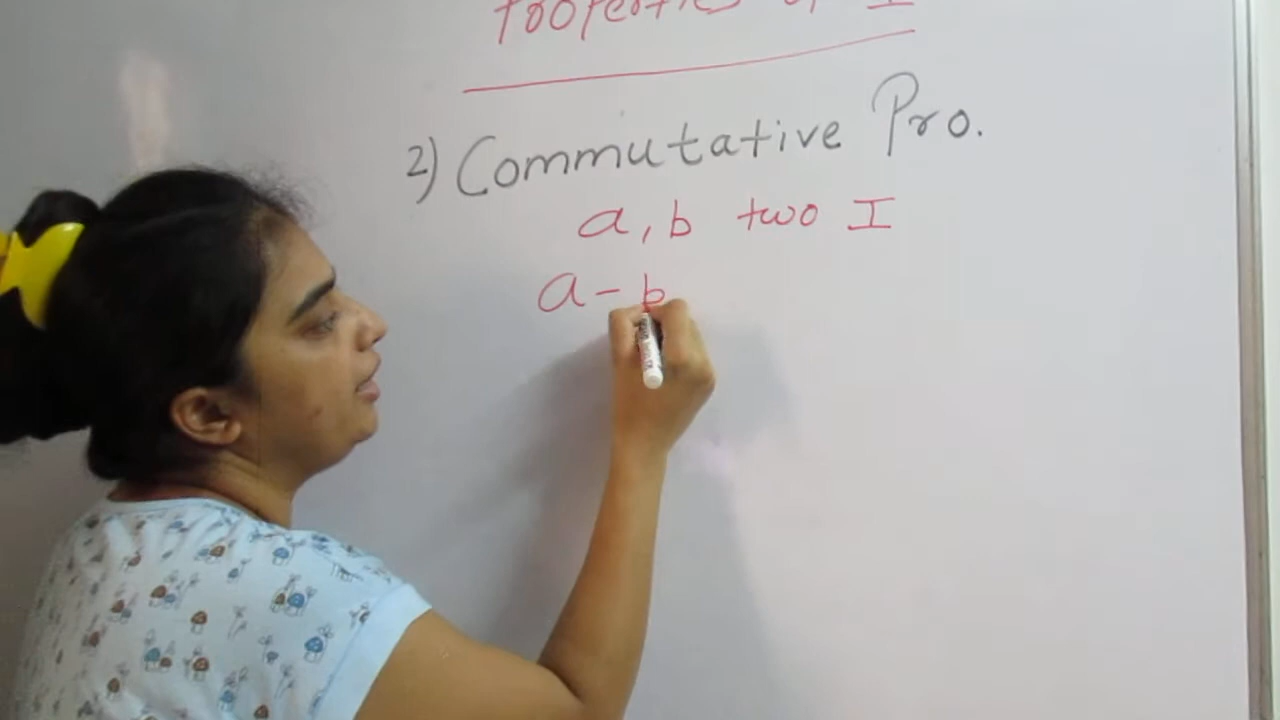 Properties of I
2) Commutative Pro.
a, b two I
a - b